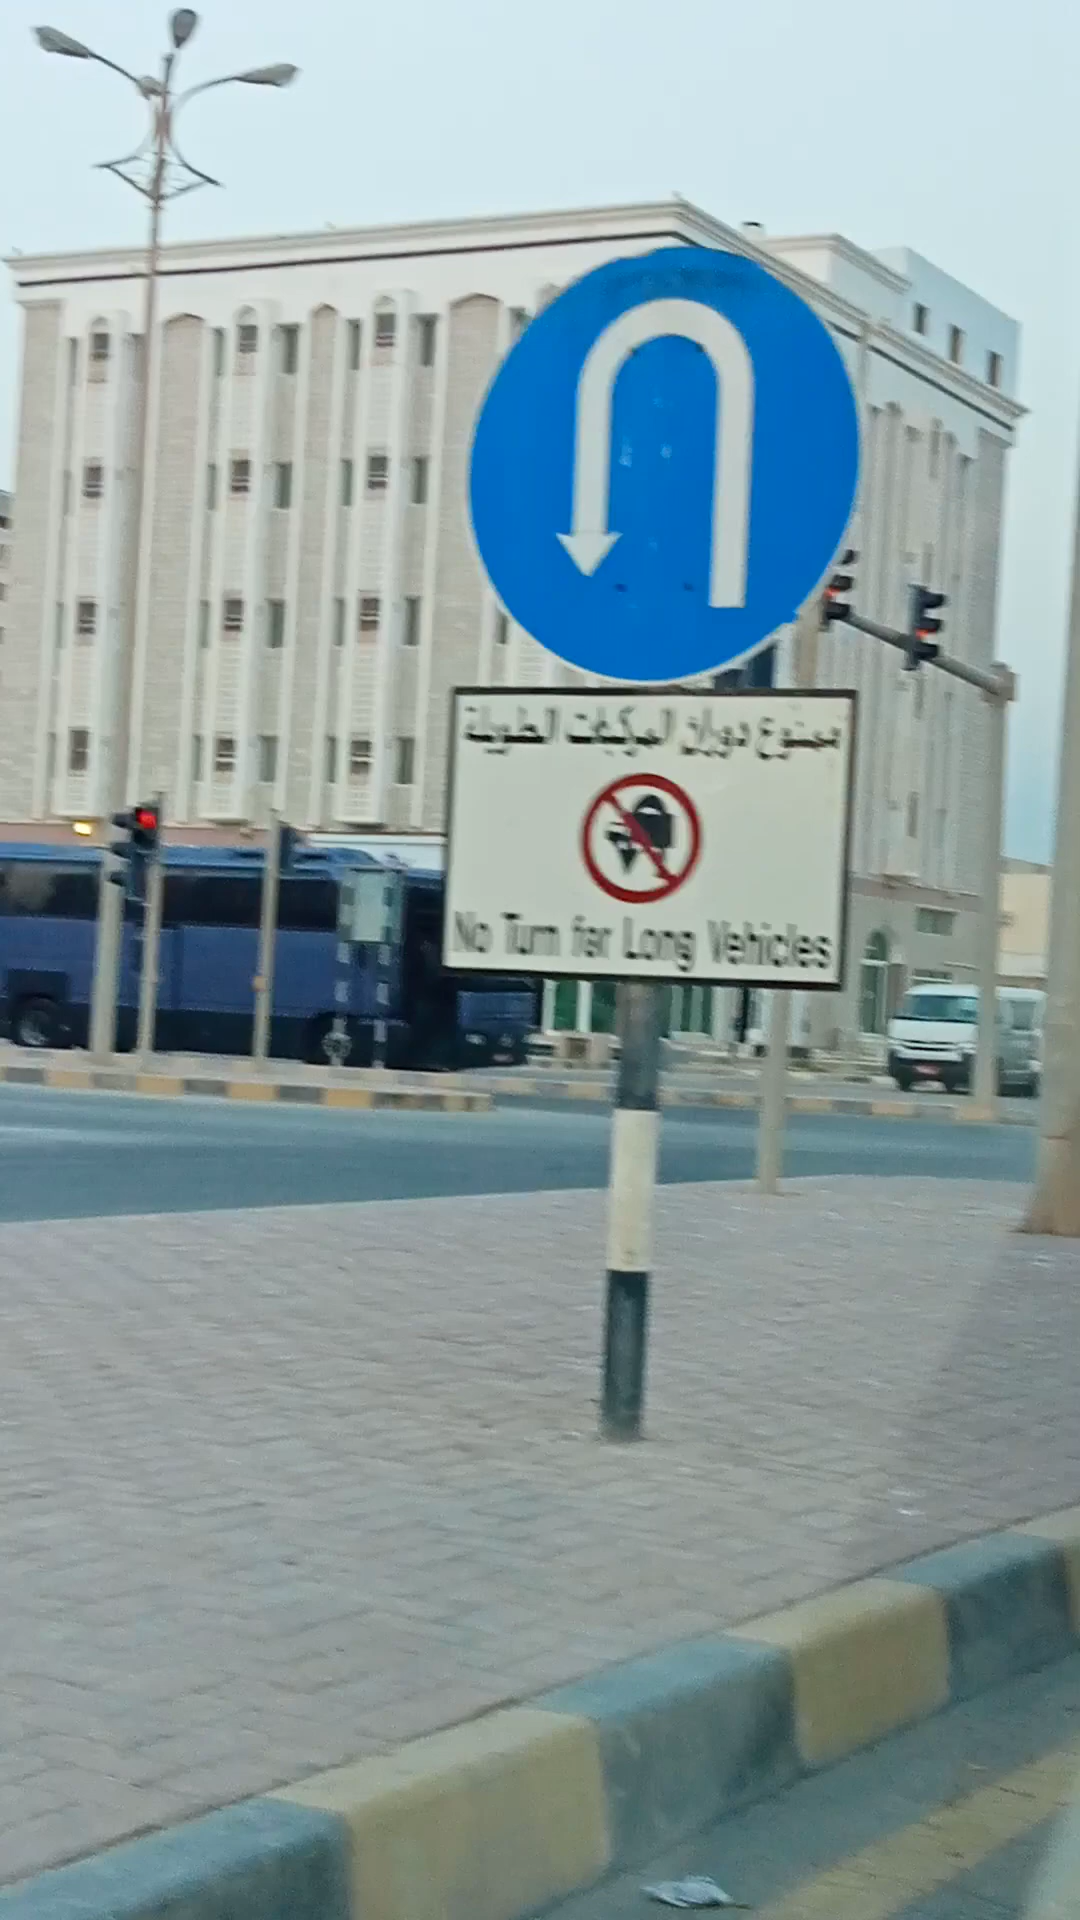 ممنوع دوران المركبات الطويلة
No Turn for Long Vehicles